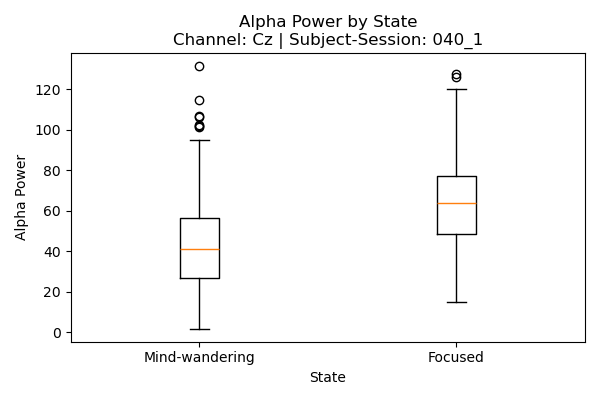 Alpha Power by State
Channel: Cz | Subject-Session: 040_1
Alpha Power
120
100
80
60
40
20
0
Mind-wandering Focused
State